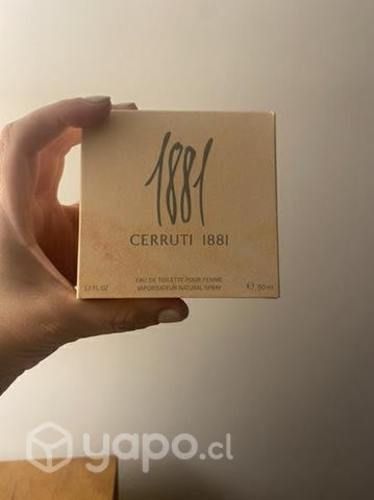 1881
CERRUTI 1881
EAU DE TOILETTE POUR FEMME
VAPORISATEUR NATURAL SPRAY
1.7 FL.OZ
℮ 50 ml
yapo.cl